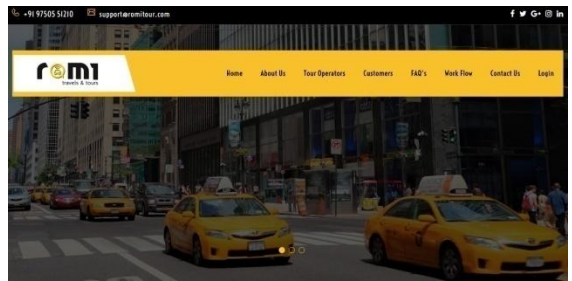 +91 97505 51210 support@romitour.com f G+ in
romi
travels & tours
Home About Us Tour Operators Customers FAQ's Work Flow Contact Us Login